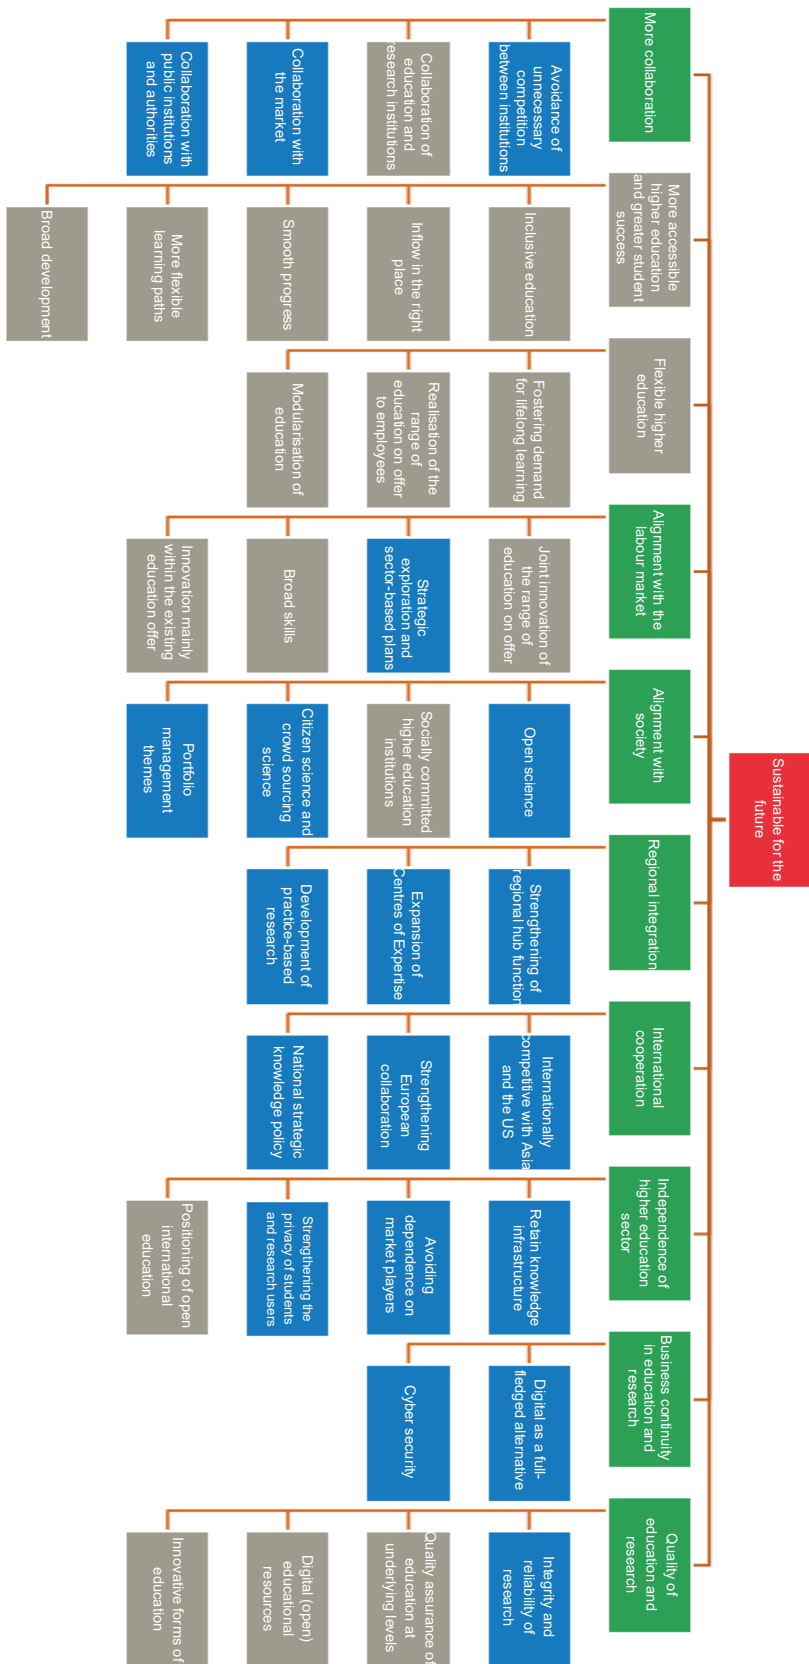 Sustainable for the
future
More collaboration
Avoidance of
unnecessary
competition
between institutions
Collaboration of
education and
research institutions
Collaboration with
the market
Collaboration with
public institutions
and authorities
More accessible
higher education
and greater student
success
Inclusive education
Inflow in the right
place
Smooth progress
More flexible
learning paths
Broad development
Flexible higher
education
Fostering demand
for lifelong learning
Realisation of the
range of
education on offer
to employees
Modularisation of
education
Alignment with the
labour market
Joint innovation of
the range of
education on offer
Strategic
exploration and
sector-based plans
Broad skills
Innovation mainly
within the existing
education offer
Alignment with
society
Open science
Socially committed
higher education
institutions
Citizen science and
crowd sourcing
science
Portfolio
management
themes
Regional integration
Strengthening of
regional hub function
Expansion of
Centres of Expertise
Development of
practice-based
research
International
cooperation
Internationally
competitive with Asia
and the US
Strengthening
European
collaboration
National strategic
knowledge policy
Independence of
higher education
sector
Retain knowledge
infrastructure
Avoiding
dependence on
market players
Strengthening the
privacy of students
and research users
Positioning of open
international
education
Business continuity
in education and
research
Digital as a full-
fledged alternative
Cyber security
Quality of
education and
research
Integrity and
reliability of
research
Quality assurance of
education at
underlying levels
Digital (open)
educational
resources
Innovative forms of
education